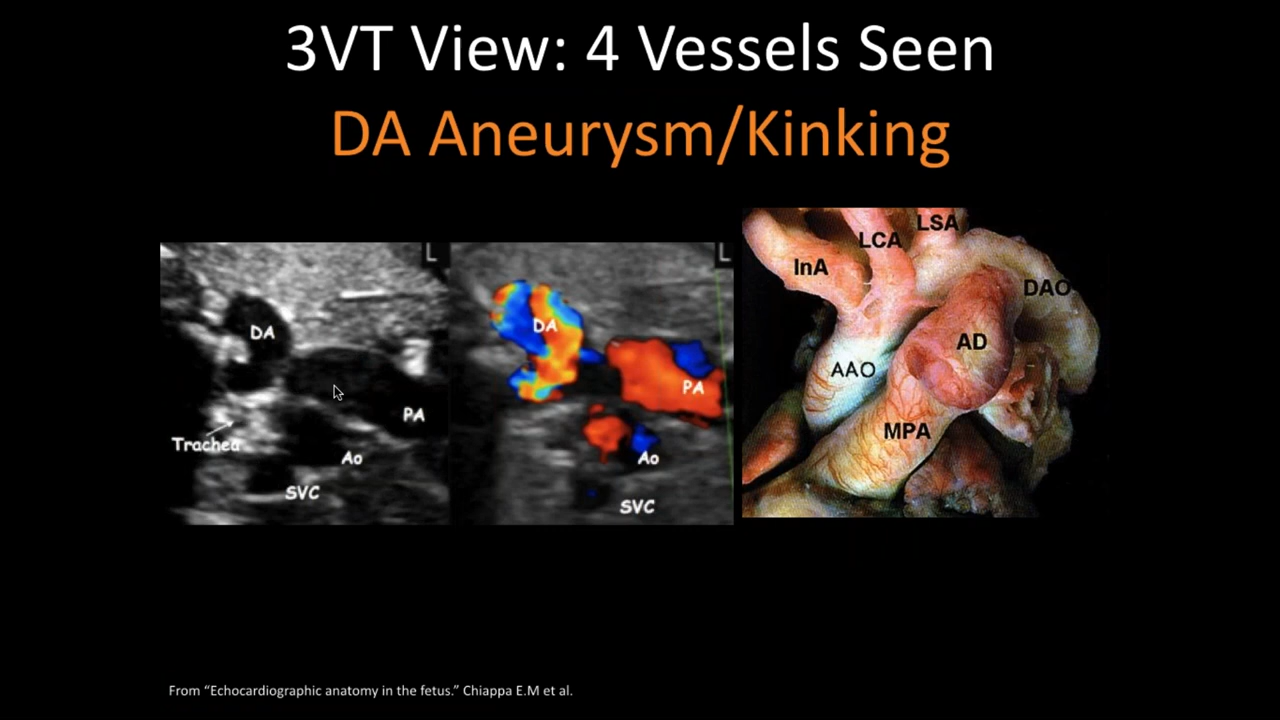 3VT View: 4 Vessels Seen
DA Aneurysm/Kinking
L
DA
Trachea
PA
Ao
SVC
L
DA
PA
Ao
SVC
LSA
LCA
InA
DAO
AD
AAO
MPA
From “Echocardiographic anatomy in the fetus.” Chiappa E.M et al.